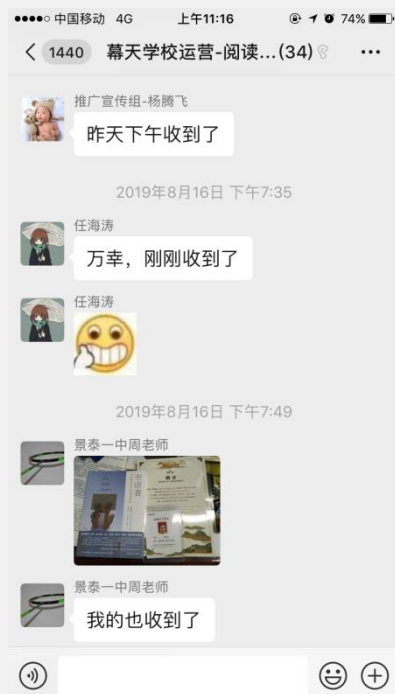 中国移动 4G 上午11:16 74%
1440 幕天学校运营-阅读...(34)
推广宣传组-杨腾飞
昨天下午收到了
2019年8月16日 下午7:35
任海涛
万幸，刚刚收到了
任海涛
2019年8月16日 下午7:49
景泰一中周老师
书语者
景泰一中周老师
我的也收到了